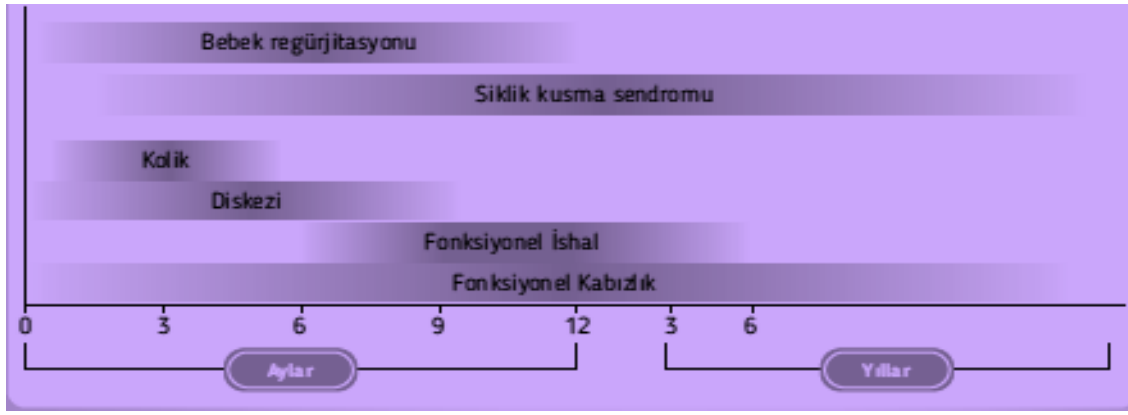 Bebek regürjitasyonu
Siklik kusma sendromu
Kolik
Diskezi
Fonksiyonel İshal
Fonksiyonel Kabızlık
0 3 6 9 12 3 6
Aylar Yıllar